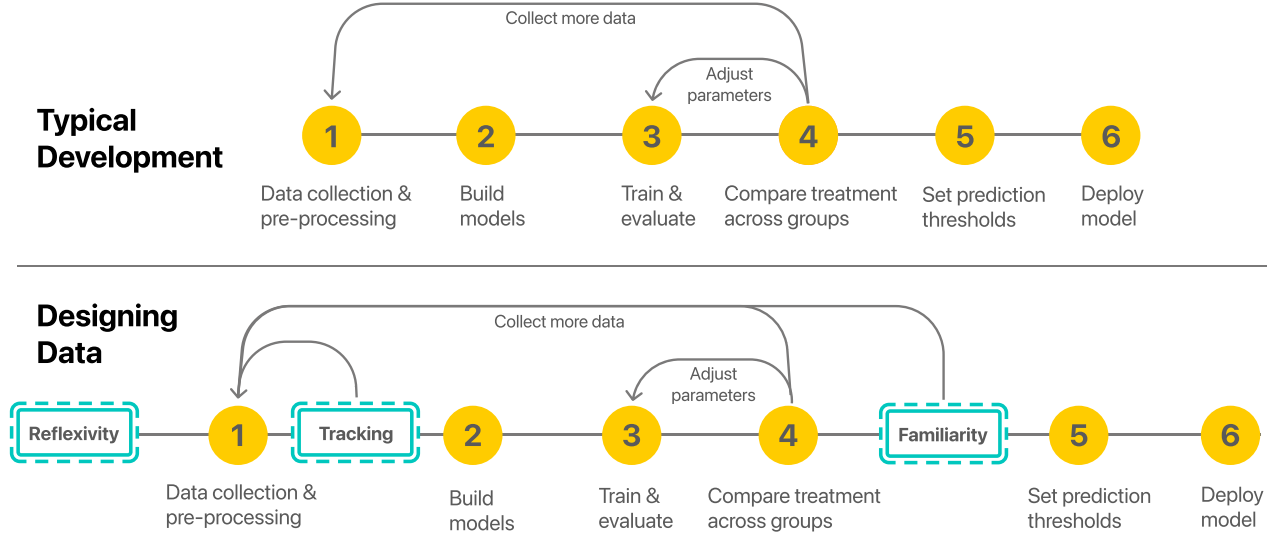 Collect more data
Adjust
parameters
Typical
Development
1
2
3
4
5
6
Data collection &
pre-processing
Build
models
Train &
evaluate
Compare treatment
across groups
Set prediction
thresholds
Deploy
model
Designing
Data
Collect more data
Adjust
parameters
Reflexivity
1
Tracking
2
3
4
Familiarity
5
6
Data collection &
pre-processing
Build
models
Train &
evaluate
Compare treatment
across groups
Set prediction
thresholds
Deploy
model